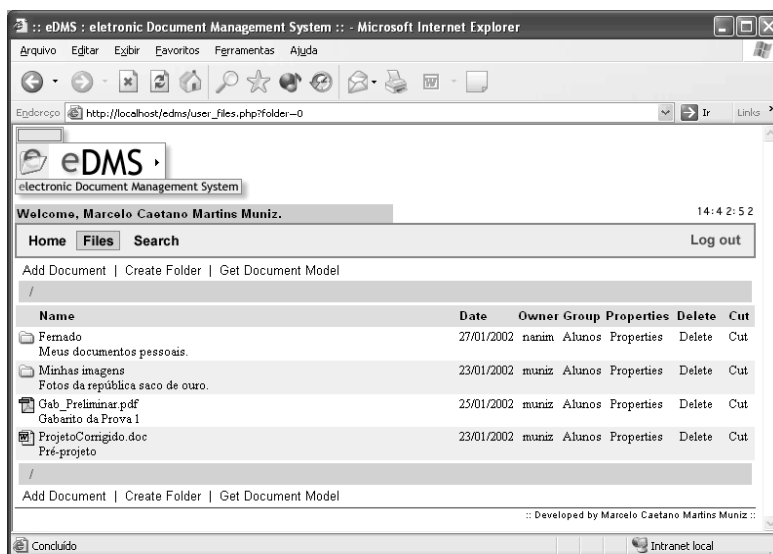 :: eDMS : eletronic Document Management System :: - Microsoft Internet Explorer
Arquivo Editar Exibir Favoritos Ferramentas Ajuda
Endereço http://localhost/edms/user_files.php?folder=0 Ir Links
eDMS
electronic Document Management System
Welcome, Marcelo Caetano Martins Muniz. 14:42:52
Home Files Search Log out
Add Document | Create Folder | Get Document Model
/
Name Date Owner Group Properties Delete Cut
Fernado 27/01/2002 nanim Alunos Properties Delete Cut
Meus documentos pessoais.
Minhas imagens 23/01/2002 muniz Alunos Properties Delete Cut
Fotos da república saco de ouro.
Gab_Preliminar.pdf 25/01/2002 muniz Alunos Properties Delete Cut
Gabarito da Prova 1
ProjetoCorrigido.doc 23/01/2002 muniz Alunos Properties Delete Cut
Pré-projeto
/
Add Document | Create Folder | Get Document Model
:: Developed by Marcelo Caetano Martins Muniz ::
Concluído Intranet local